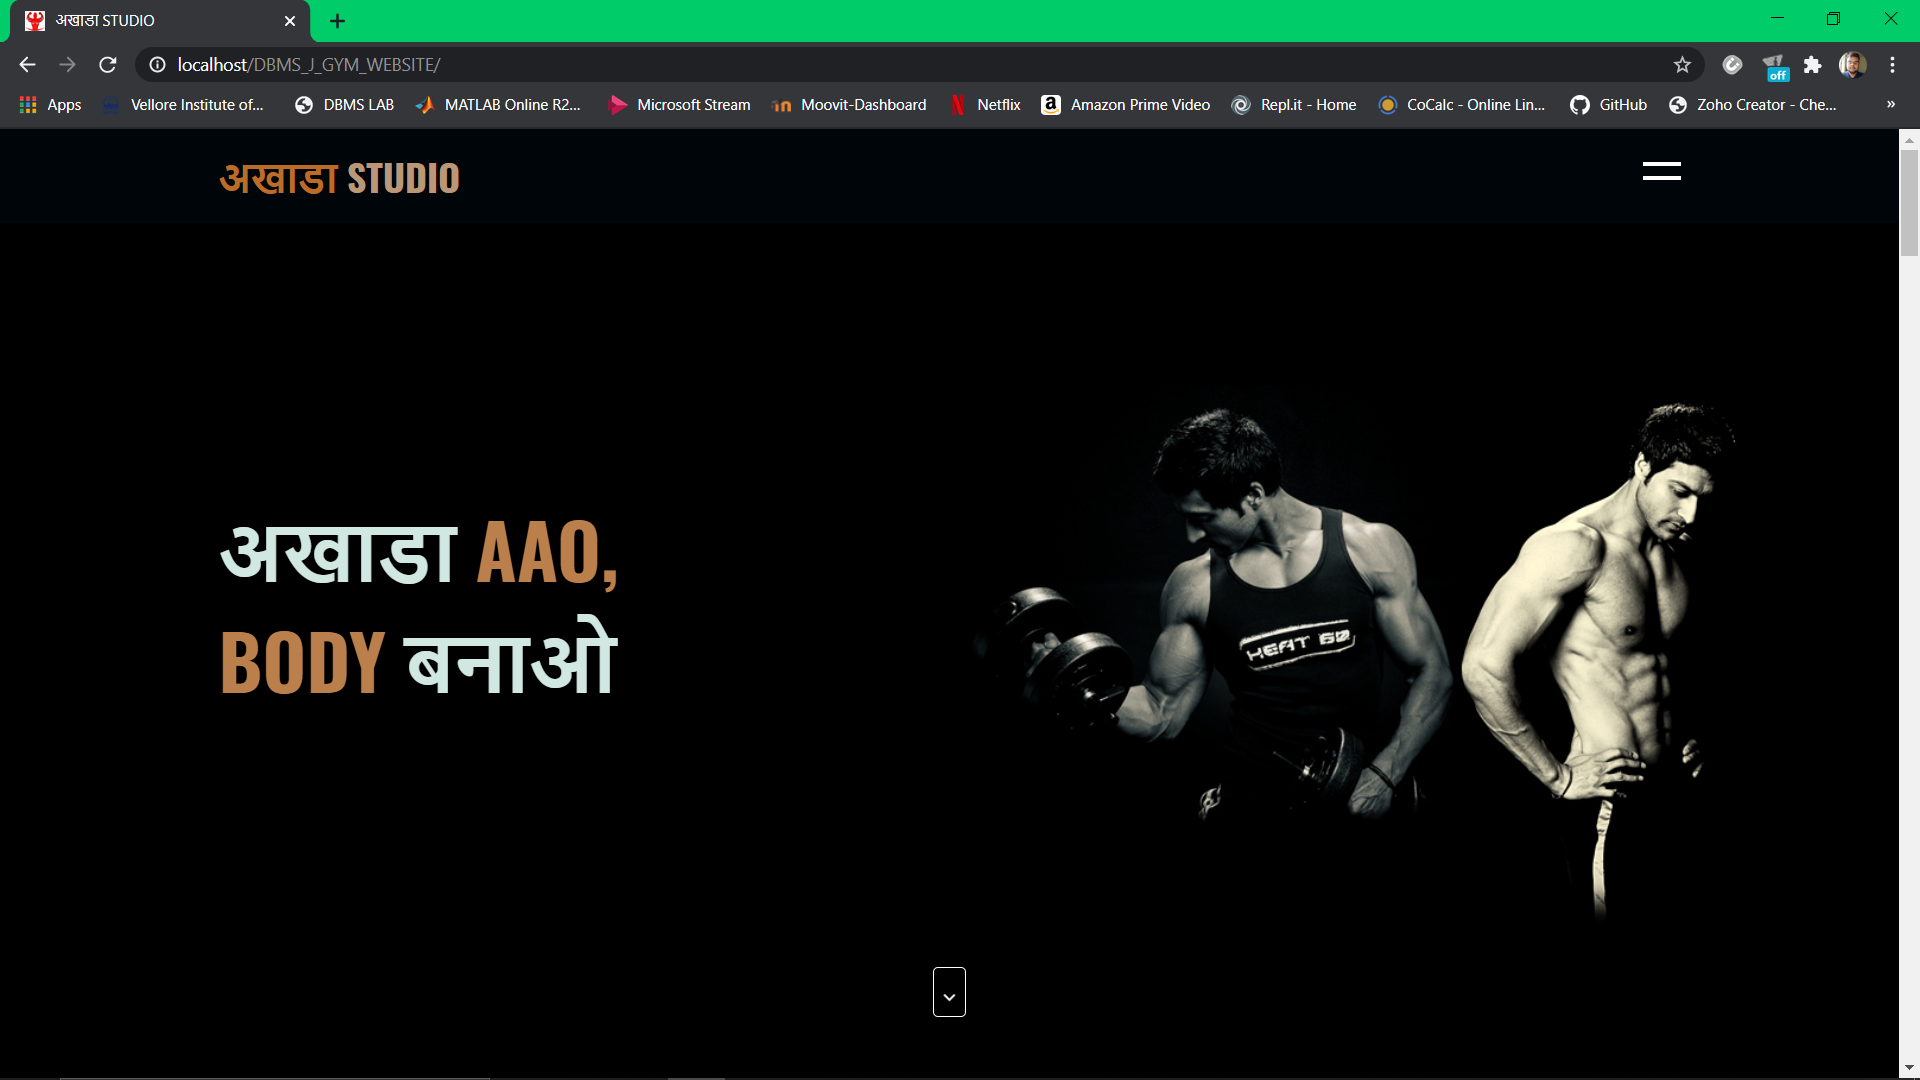 अखाडा STUDIO
localhost/DBMS_J_GYM_WEBSITE/
off
Apps
Vellore Institute of...
DBMS LAB
MATLAB Online R2...
Microsoft Stream
Moovit-Dashboard
Netflix
Amazon Prime Video
Repl.it - Home
CoCalc - Online Lin...
GitHub
Zoho Creator - Che...
»
अखाडा STUDIO
अखाडा AAO,
BODY बनाओ
HEAT 60